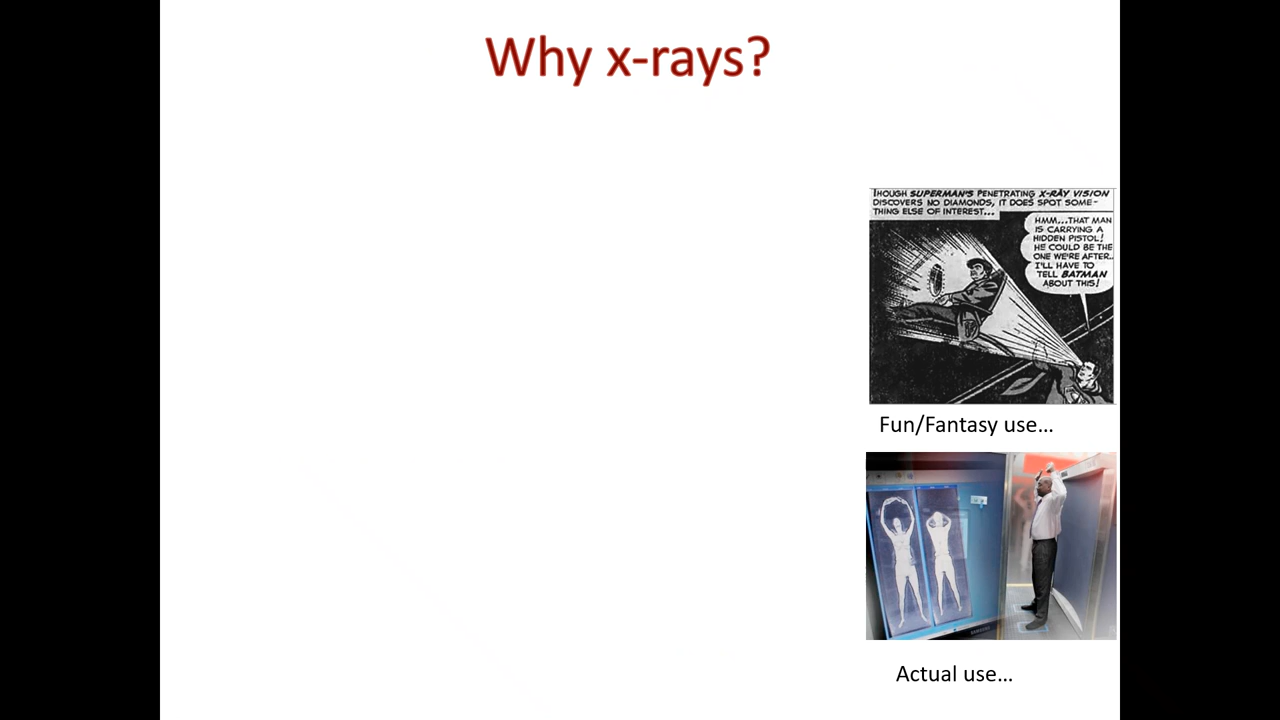 Why x-rays?
THOUGH SUPERMAN'S PENETRATING X-RAY VISION
DISCOVERS NO DIAMONDS, IT DOES SPOT SOME-
THING ELSE OF INTEREST...
HMM...THAT MAN
IS CARRYING A
HIDDEN PISTOL!
HE COULD BE THE
ONE WE'RE AFTER..
I'LL HAVE TO
TELL BATMAN
ABOUT THIS!
Fun/Fantasy use...
SAMSUNG
Actual use...